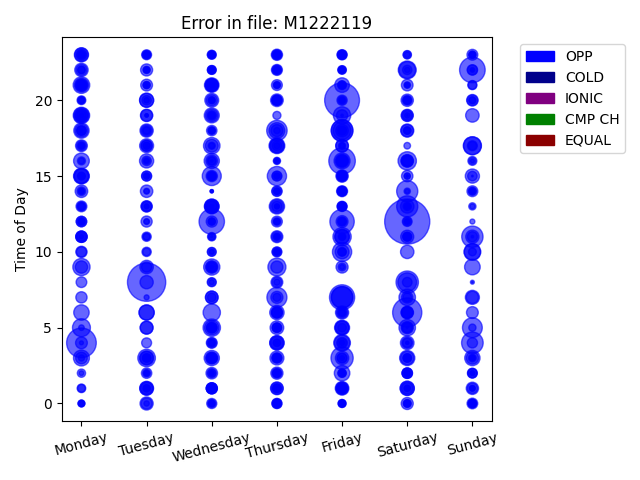 Error in file: M1222119
OPP
COLD
IONIC
CMP CH
EQUAL
Time of Day
20
15
10
5
0
Monday
Tuesday
Wednesday
Thursday
Friday
Saturday
Sunday